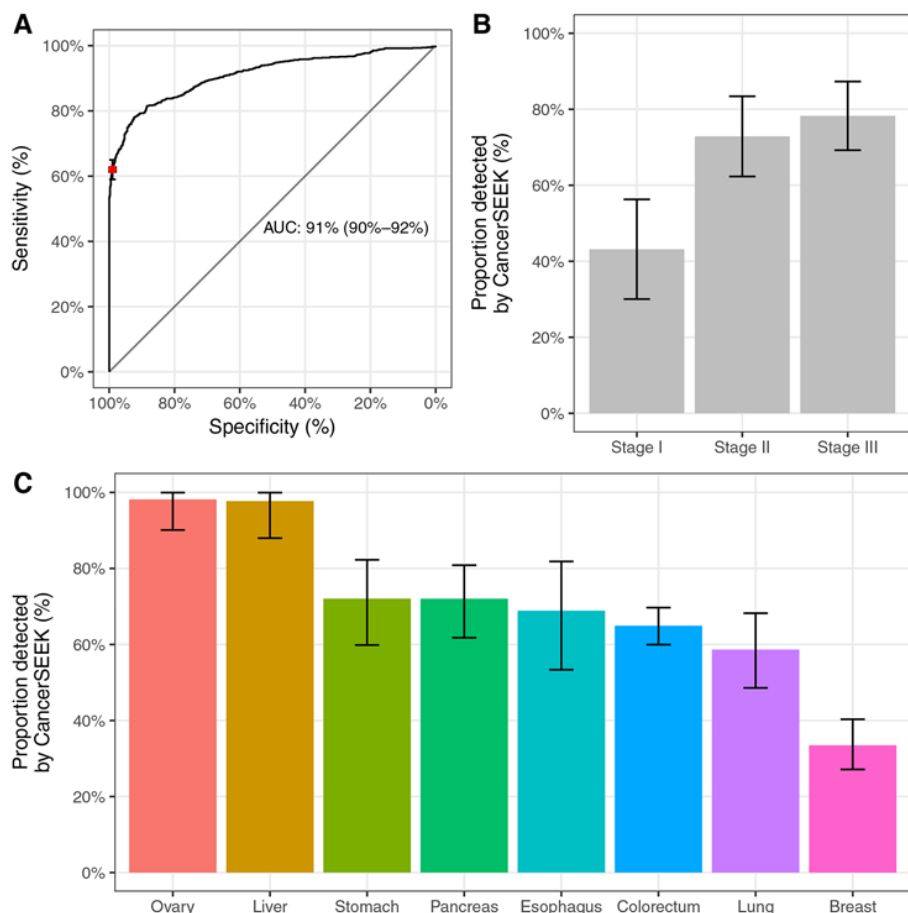 A
100%
80%
60%
40%
20%
0%
Sensitivity (%)
AUC: 91% (90%–92%)
100% 80% 60% 40% 20% 0%
Specificity (%)
B
100%
80%
60%
40%
20%
0%
Proportion detected
by CancerSEEK (%)
Stage I Stage II Stage III
C
100%
80%
60%
40%
20%
0%
Proportion detected
by CancerSEEK (%)
Ovary Liver Stomach Pancreas Esophagus Colorectum Lung Breast